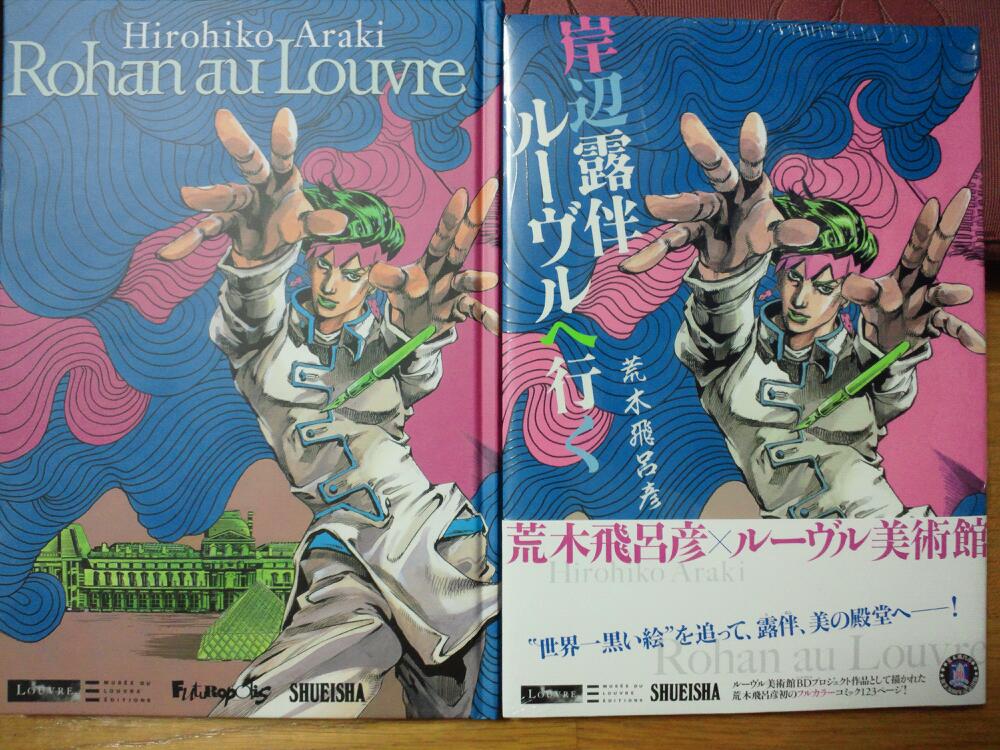 Hirohiko Araki
Rohan au Louvre
LOUVRE
MUSÉE DU
LOUVRE
ÉDITIONS
Futuropolis
SHUEISHA
岸辺露伴
ルーヴルへ行く
荒木飛呂彦
荒木飛呂彦×ルーヴル美術館
Hirohiko Araki
“世界一黒い絵”を追って、露伴、美の殿堂へ——!
Rohan au Louvre
LOUVRE
MUSÉE DU
LOUVRE
ÉDITIONS
SHUEISHA
ルーヴル美術館BDプロジェクト作品として描かれた
荒木飛呂彦初のフルカラーコミック123ページ!